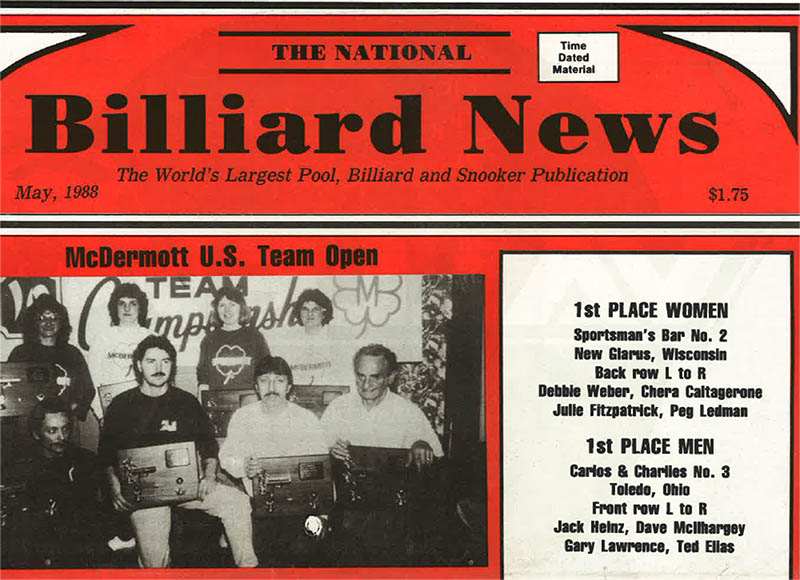 THE NATIONAL
Time
Dated
Material
Billiard News
The World's Largest Pool, Billiard and Snooker Publication
May, 1988
$1.75
McDermott U.S. Team Open
TEAM
Championship
M
McDERMOTT
McDERMOTT
1st PLACE WOMEN
Sportsman's Bar No. 2
New Glarus, Wisconsin
Back row L to R
Debbie Weber, Chera Caltagerone
Julie Fitzpatrick, Peg Ledman
1st PLACE MEN
Carlos & Charlies No. 3
Toledo, Ohio
Front row L to R
Jack Heinz, Dave McIlhargey
Gary Lawrence, Ted Elias